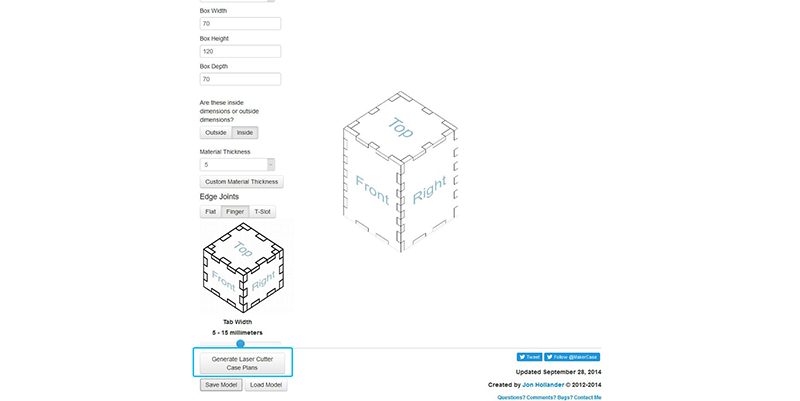 Box Width
70
Box Height
120
Box Depth
70
Are these inside
dimensions or outside
dimensions?
Outside Inside
Material Thickness
5
Custom Material Thickness
Edge Joints
Flat Finger T-Slot
Top
Front Right
Top
Front Right
Tab Width
5 - 15 millimeters
Generate Laser Cutter
Case Plans
Save Model Load Model
Tweet Follow @MakerCase
Updated September 28, 2014
Created by Jon Hollander © 2012-2014
Questions? Comments? Bugs? Contact Me